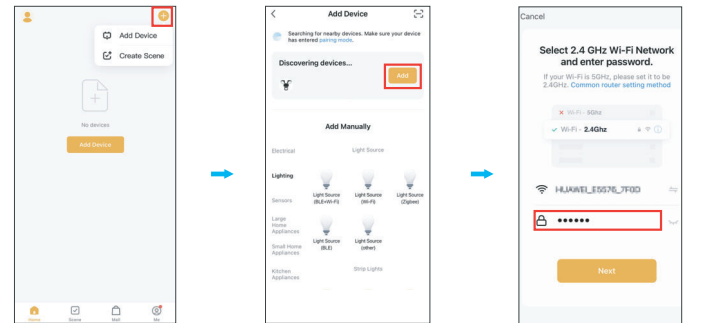 Add Device
Create Scene
No devices
Add Device
Home
Scene
Mall
Me
Add Device
Searching for nearby devices. Make sure your device
has entered pairing mode.
Discovering devices...
Add
Add Manually
Electrical
Lighting
Sensors
Large
Home
Appliances
Small Home
Appliances
Kitchen
Appliances
Light Source
Light Source
(BLE+Wi-Fi)
Light Source
(Wi-Fi)
Light Source
(Zigbee)
Light Source
(BLE)
Light Source
(other)
Strip Lights
Cancel
Select 2.4 GHz Wi-Fi Network
and enter password.
If your Wi-Fi is 5GHz, please set it to be
2.4GHz. Common router setting method
Wi-Fi - 5Ghz
Wi-Fi - 2.4Ghz
Next